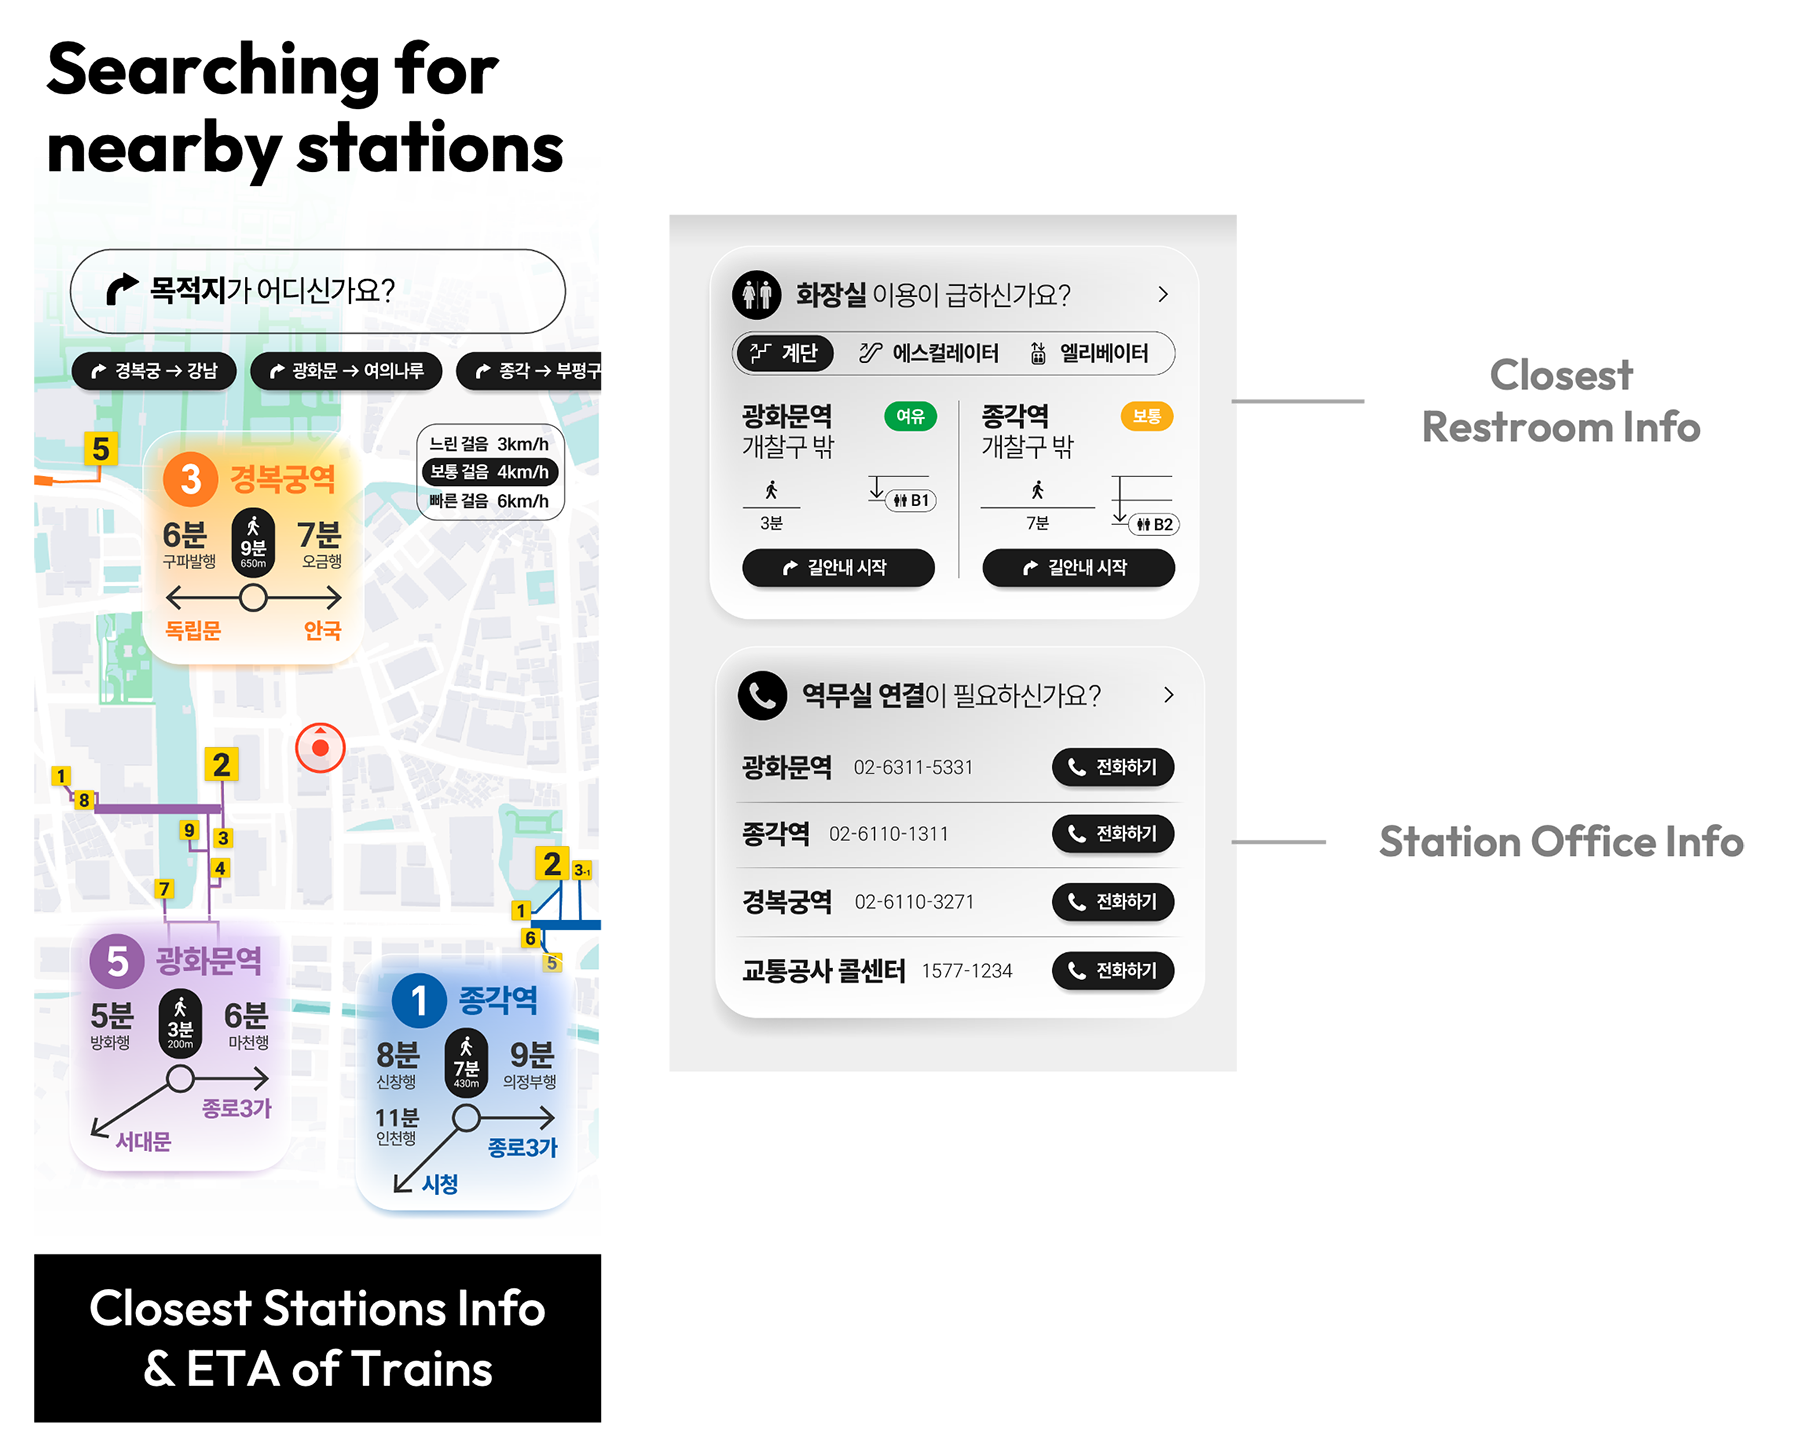 Searching for
nearby stations
목적지가 어디신가요?
경복궁 → 강남
광화문 → 여의나루
종각 → 부평구
느린 걸음 3km/h
보통 걸음 4km/h
빠른 걸음 6km/h
5
3 경복궁역
6분
구파발행
9분
650m
7분
오금행
독립문
안국
1
8
2
9
3
4
7
2
3-1
1
6
5
5 광화문역
5분
방화행
3분
200m
6분
마천행
종로3가
서대문
1 종각역
8분
신창행
7분
430m
9분
의정부행
11분
인천행
종로3가
시청
Closest Stations Info
& ETA of Trains
화장실 이용이 급하신가요?
계단
에스컬레이터
엘리베이터
광화문역
여유
개찰구 밖
3분
B1
길안내 시작
종각역
보통
개찰구 밖
7분
B2
길안내 시작
역무실 연결이 필요하신가요?
광화문역 02-6311-5331 전화하기
종각역 02-6110-1311 전화하기
경복궁역 02-6110-3271 전화하기
교통공사 콜센터 1577-1234 전화하기
Closest
Restroom Info
Station Office Info